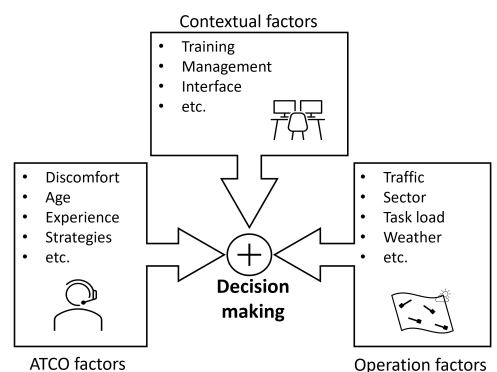 Contextual factors
• Training
• Management
• Interface
• etc.
• Discomfort
• Age
• Experience
• Strategies
• etc.
ATCO factors
• Traffic
• Sector
• Task load
• Weather
• etc.
Operation factors
Decision
making